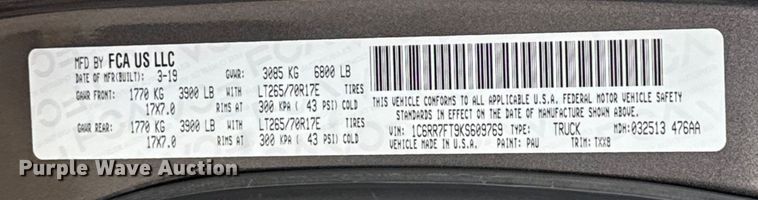 MFD BY FCA US LLC
DATE OF MFR(BUILT): 3-19 GVWR: 3085 KG 6800 LB
GAWR FRONT: 1770 KG 3900 LB WITH LT265/70R17E TIRES
17X7.0 RIMS AT 300 KPA ( 43 PSI) COLD
GAWR REAR: 1770 KG 3900 LB WITH LT265/70R17E TIRES
17X7.0 RIMS AT 300 KPA ( 43 PSI) COLD
THIS VEHICLE CONFORMS TO ALL APPLICABLE U.S.A. FEDERAL MOTOR VEHICLE SAFETY
STANDARDS IN EFFECT ON THE DATE OF MANUFACTURE SHOWN ABOVE.
VIN: 1C6RR7FT9KS609769 TYPE: TRUCK MDH: 032513 476AA
VEHICLE MADE IN U.S.A. PAINT: PAU TRIM: TXX8
Purple Wave Auction